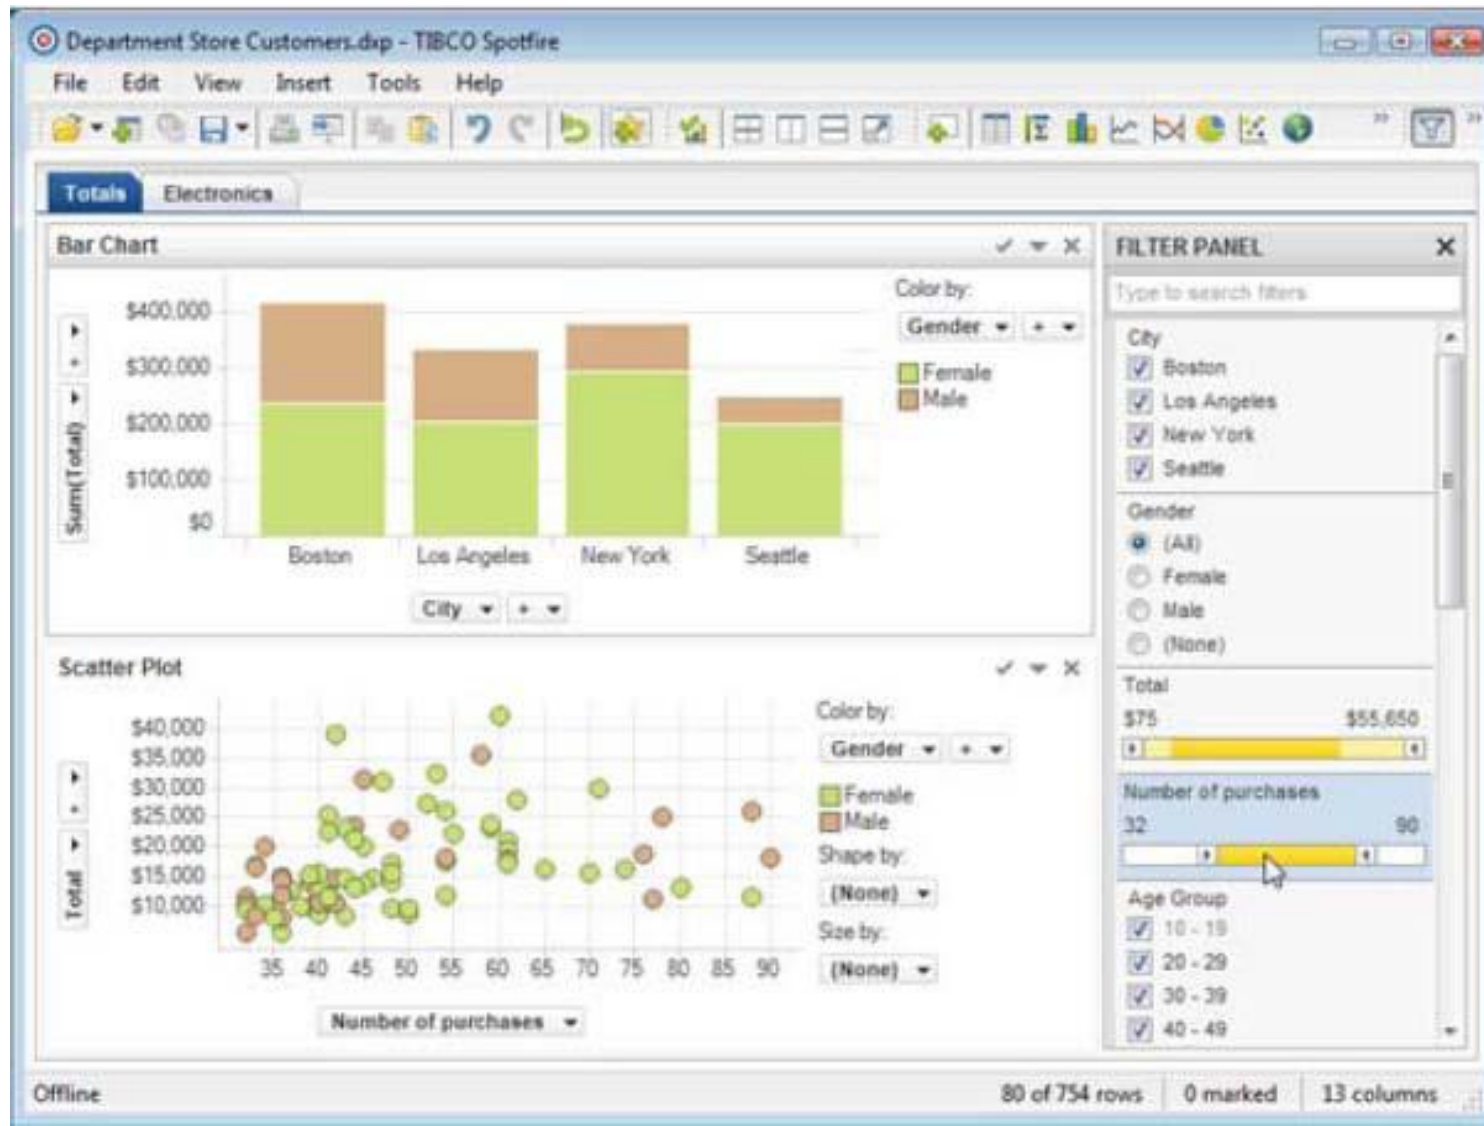 Department Store Customers.dxp - TIBCO Spotfire
File Edit View Insert Tools Help
Totals Electronics
Bar Chart
Sum(Total)
$400,000
$300,000
$200,000
$100,000
$0
Boston Los Angeles New York Seattle
City
Color by:
Gender
Female
Male
Scatter Plot
Total
$40,000
$35,000
$30,000
$25,000
$20,000
$15,000
$10,000
35 40 45 50 55 60 65 70 75 80 85 90
Number of purchases
Color by:
Gender
Female
Male
Shape by:
(None)
Size by:
(None)
FILTER PANEL
Type to search filters
City
Boston
Los Angeles
New York
Seattle
Gender
(All)
Female
Male
(None)
Total
$75 $55,650
Number of purchases
32 90
Age Group
10 - 19
20 - 29
30 - 39
40 - 49
Offline 80 of 754 rows 0 marked 13 columns